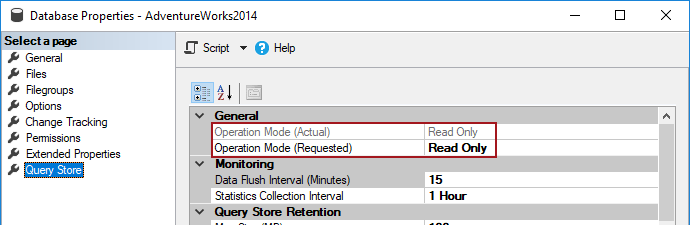 Database Properties - AdventureWorks2014
Select a page
General
Files
Filegroups
Options
Change Tracking
Permissions
Extended Properties
Query Store
Script
Help
A
Z
General
Operation Mode (Actual) Read Only
Operation Mode (Requested) Read Only
Monitoring
Data Flush Interval (Minutes) 15
Statistics Collection Interval 1 Hour
Query Store Retention